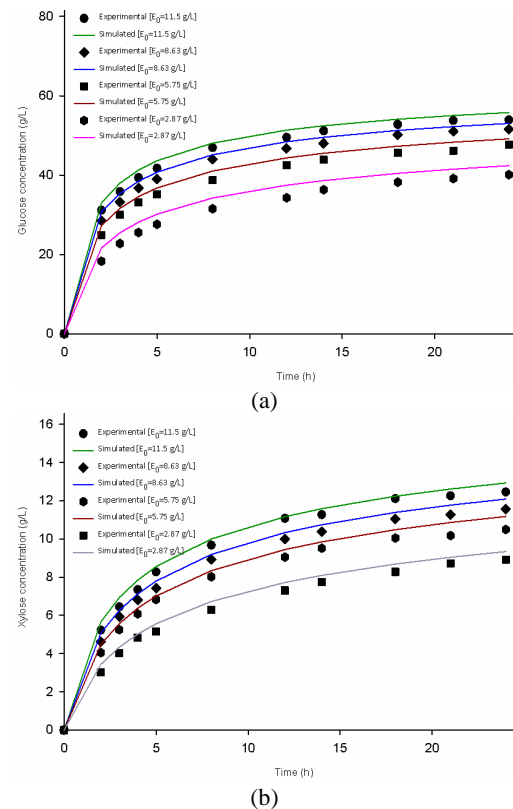 Experimental [E0=11.5 g/L]
Simulated [E0=11.5 g/L]
Experimental [E0=8.63 g/L]
Simulated [E0=8.63 g/L]
Experimental [E0=5.75 g/L]
Simulated [E0=5.75 g/L]
Experimental [E0=2.87 g/L]
Simulated [E0=2.87 g/L]
80
60
40
20
0
Glucose concentration (g/L)
0 5 10 15 20
Time (h)
(a)
Experimental [E0=11.5 g/L]
Simulated [E0=11.5 g/L]
Experimental [E0=8.63 g/L]
Simulated [E0=8.63 g/L]
Experimental [E0=5.75 g/L]
Simulated [E0=5.75 g/L]
Experimental [E0=2.87 g/L]
Simulated [E0=2.87 g/L]
16
14
12
10
8
6
4
2
0
Xylose concentration (g/L)
0 5 10 15 20
Time (h)
(b)